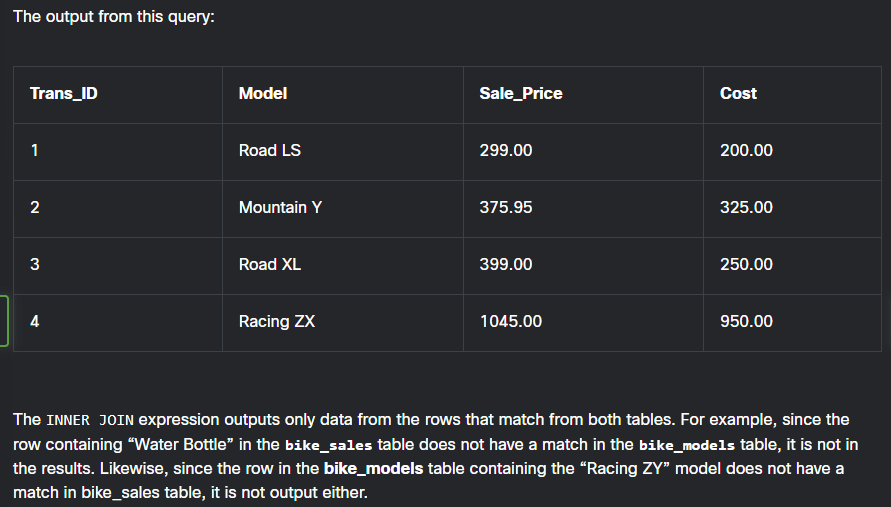 The output from this query:
Trans_ID Model Sale_Price Cost
1 Road LS 299.00 200.00
2 Mountain Y 375.95 325.00
3 Road XL 399.00 250.00
4 Racing ZX 1045.00 950.00
The INNER JOIN expression outputs only data from the rows that match from both tables. For example, since the
row containing “Water Bottle” in the bike_sales table does not have a match in the bike_models table, it is not in
the results. Likewise, since the row in the bike_models table containing the “Racing ZY” model does not have a
match in bike_sales table, it is not output either.